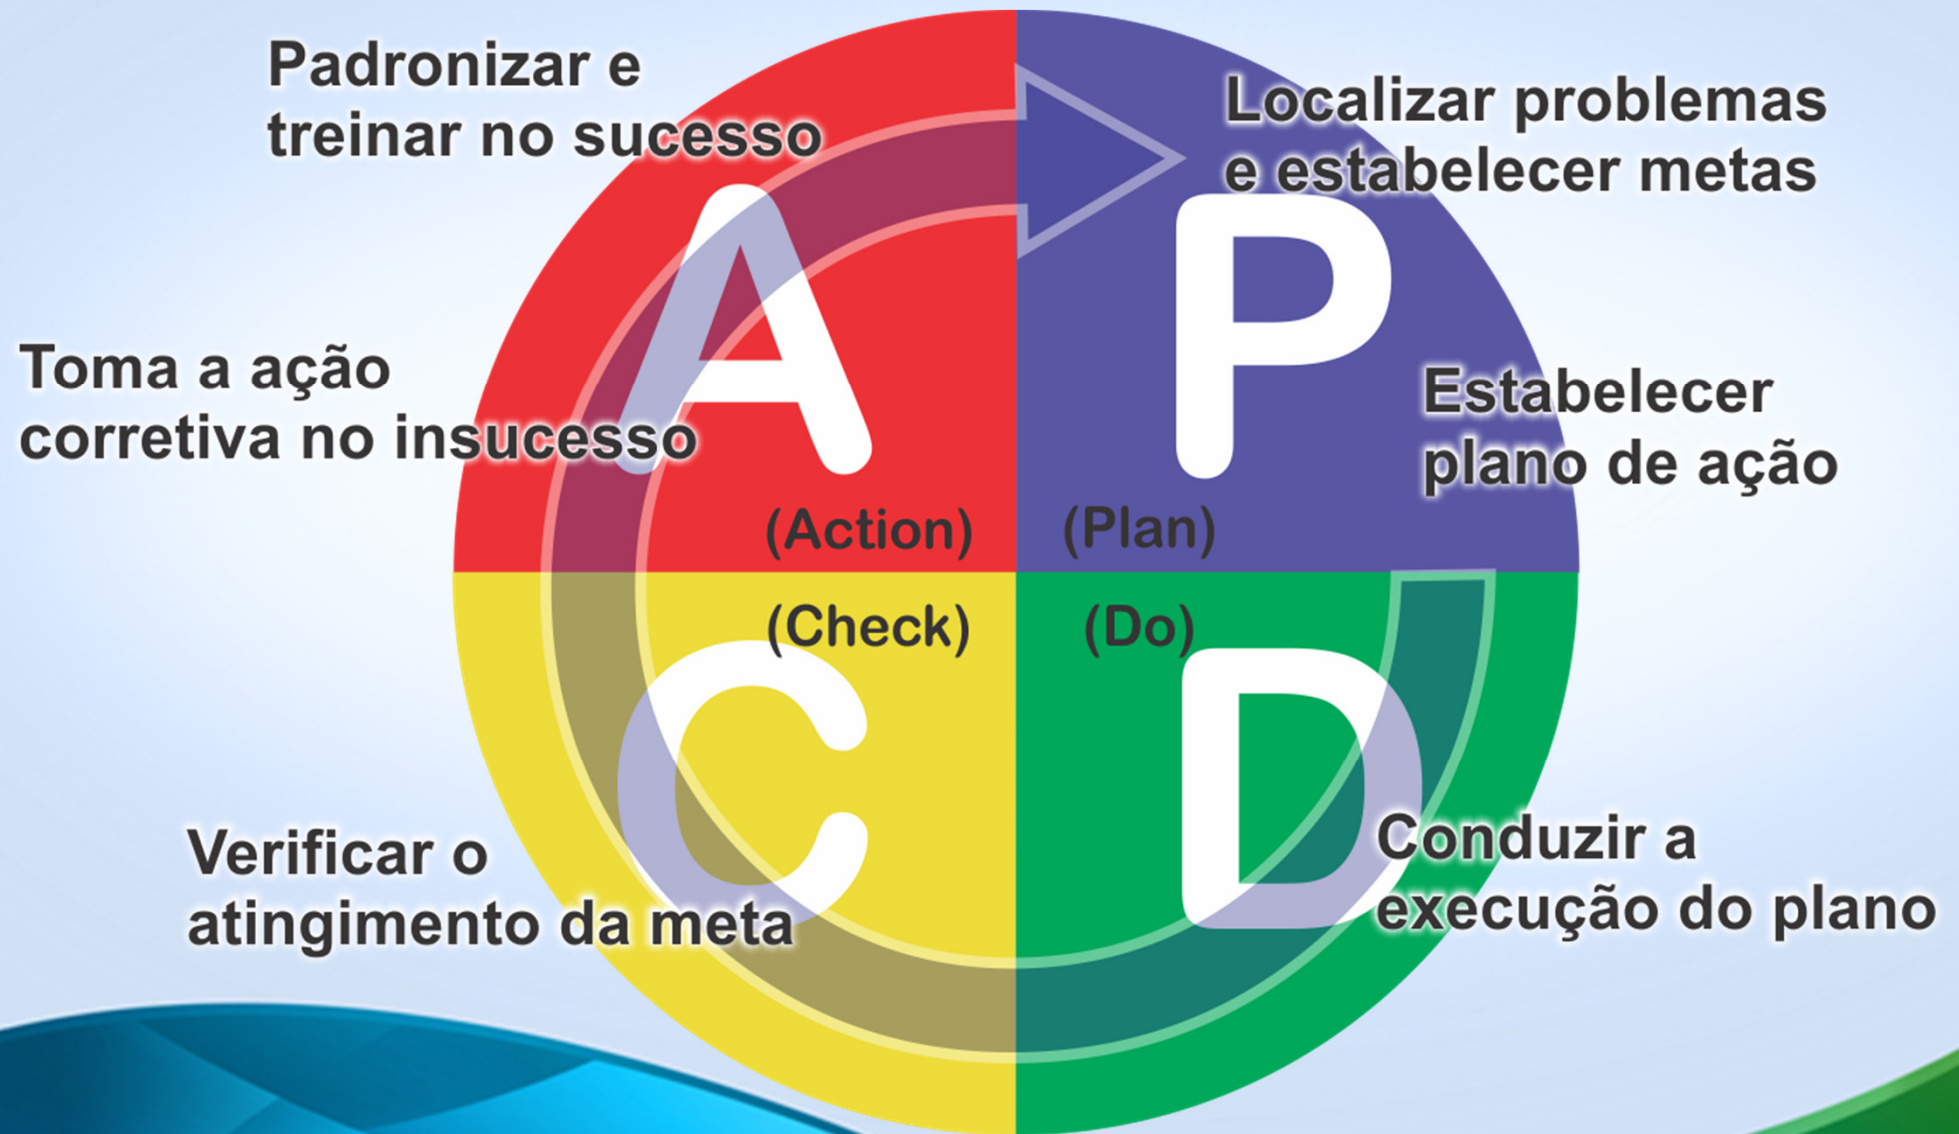 Padronizar e
treinar no sucesso
Localizar problemas
e estabelecer metas
A
P
Toma a ação
corretiva no insucesso
Estabelecer
plano de ação
(Action)
(Plan)
(Check)
(Do)
C
D
Verificar o
atingimento da meta
Conduzir a
execução do plano